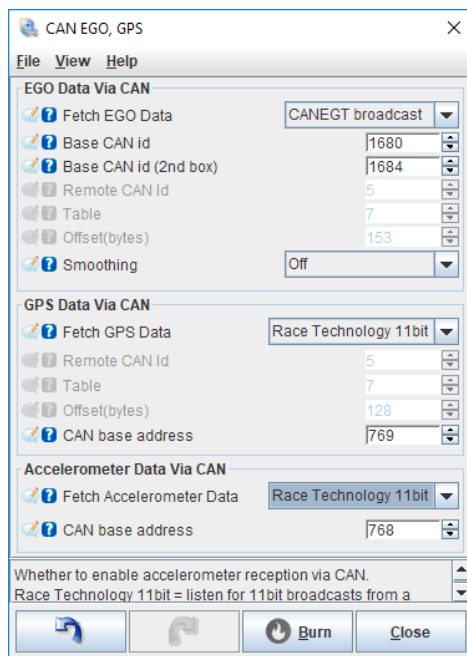 CAN EGO, GPS
File View Help
EGO Data Via CAN
Fetch EGO Data CANEGT broadcast
Base CAN id 1680
Base CAN id (2nd box) 1684
Remote CAN Id 5
Table 7
Offset(bytes) 153
Smoothing Off
GPS Data Via CAN
Fetch GPS Data Race Technology 11bit
Remote CAN Id 5
Table 7
Offset(bytes) 128
CAN base address 769
Accelerometer Data Via CAN
Fetch Accelerometer Data Race Technology 11bit
CAN base address 768
Whether to enable accelerometer reception via CAN.
Race Technology 11bit = listen for 11bit broadcasts from a
Burn Close